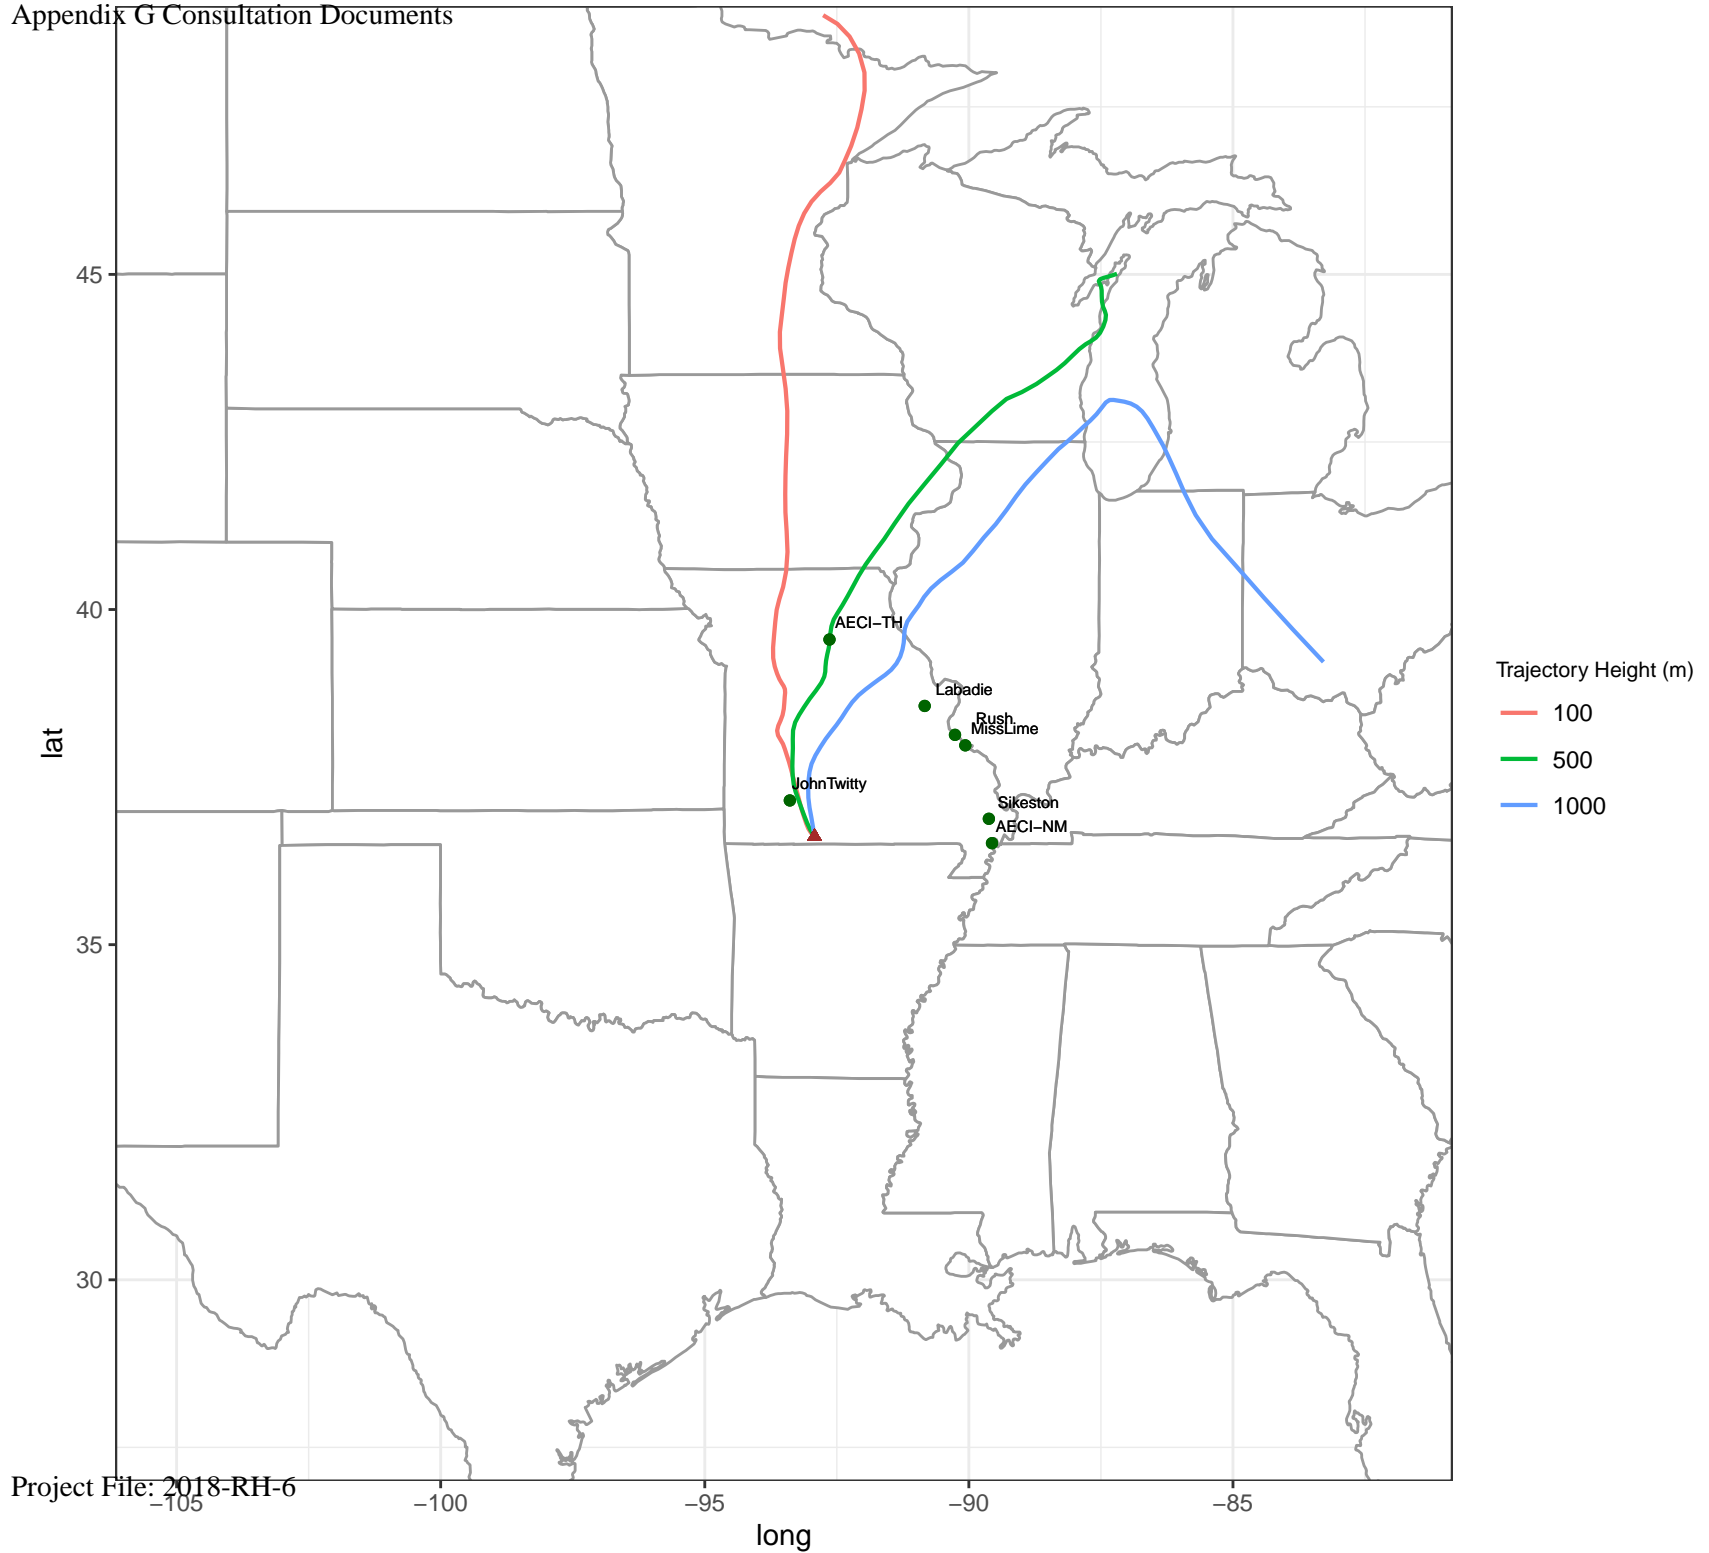 Appendix G Consultation Documents
45
40
35
30
lat
AECI−TH
Labadie
Rush
MissLime
JohnTwitty
Sikeston
AECI−NM
Trajectory Height (m)
100
500
1000
Project File: 2018-RH-6
−105
−100
−95
−90
−85
long